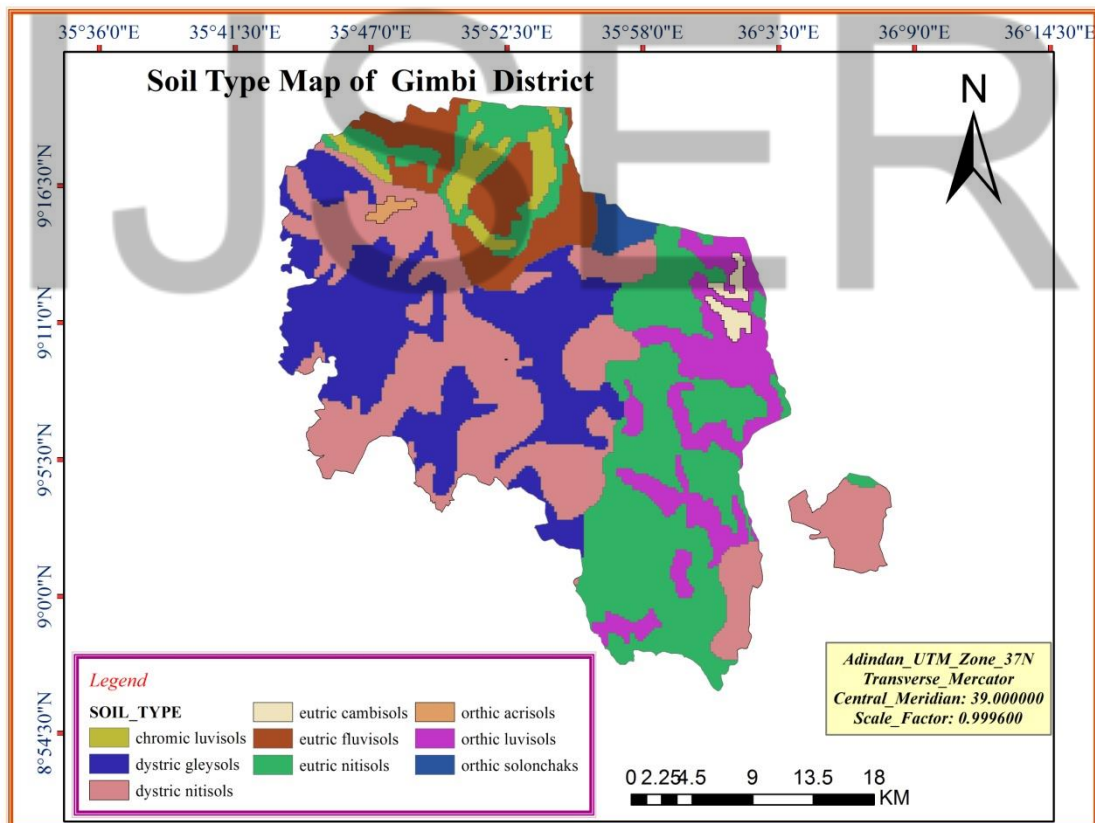 IJSER
35°36'0"E 35°41'30"E 35°47'0"E 35°52'30"E 35°58'0"E 36°3'30"E 36°9'0"E 36°14'30"E
Soil Type Map of Gimbi District
N
9°16'30"N
9°11'0"N
9°5'30"N
9°0'0"N
8°54'30"N
Legend
SOIL_TYPE
chromic luvisols
dystric gleysols
dystric nitisols
eutric cambisols
eutric fluvisols
eutric nitisols
orthic acrisols
orthic luvisols
orthic solonchaks
Adindan_UTM_Zone_37N
Transverse_Mercator
Central_Meridian: 39.000000
Scale_Factor: 0.999600
0 2.25 4.5 9 13.5 18
KM